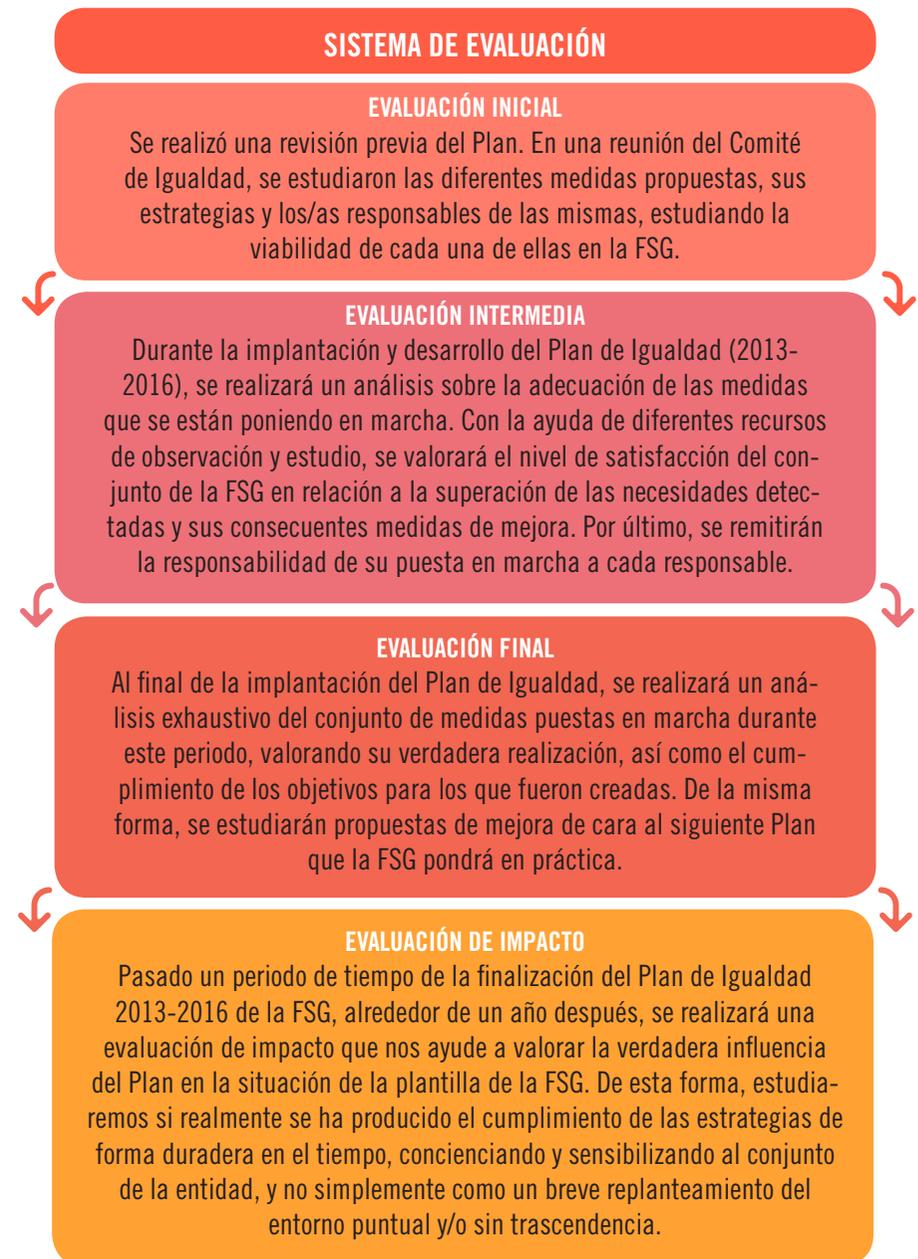 SISTEMA DE EVALUACIÓN
EVALUACIÓN INICIAL
Se realizó una revisión previa del Plan. En una reunión del Comité
de Igualdad, se estudiaron las diferentes medidas propuestas, sus
estrategias y los/as responsables de las mismas, estudiando la
viabilidad de cada una de ellas en la FSG.
EVALUACIÓN INTERMEDIA
Durante la implantación y desarrollo del Plan de Igualdad (2013-
2016), se realizará un análisis sobre la adecuación de las medidas
que se están poniendo en marcha. Con la ayuda de diferentes recursos
de observación y estudio, se valorará el nivel de satisfacción del con-
junto de la FSG en relación a la superación de las necesidades detec-
tadas y sus consecuentes medidas de mejora. Por último, se remitirán
la responsabilidad de su puesta en marcha a cada responsable.
EVALUACIÓN FINAL
Al final de la implantación del Plan de Igualdad, se realizará un aná-
lisis exhaustivo del conjunto de medidas puestas en marcha durante
este periodo, valorando su verdadera realización, así como el cum-
plimiento de los objetivos para los que fueron creadas. De la misma
forma, se estudiarán propuestas de mejora de cara al siguiente Plan
que la FSG pondrá en práctica.
EVALUACIÓN DE IMPACTO
Pasado un periodo de tiempo de la finalización del Plan de Igualdad
2013-2016 de la FSG, alrededor de un año después, se realizará una
evaluación de impacto que nos ayude a valorar la verdadera influencia
del Plan en la situación de la plantilla de la FSG. De esta forma, estudia-
remos si realmente se ha producido el cumplimiento de las estrategias de
forma duradera en el tiempo, concienciando y sensibilizando al conjunto
de la entidad, y no simplemente como un breve replanteamiento del
entorno puntual y/o sin trascendencia.